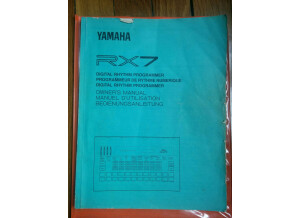 YAMAHA
RX7
DIGITAL RHYTHM PROGRAMMER
PROGRAMMEUR DE RYTHME NUMERIQUE
DIGITAL RHYTHM PROGRAMMER
OWNER'S MANUAL
MANUEL D'UTILISATION
BEDIENUNGSANLEITUNG